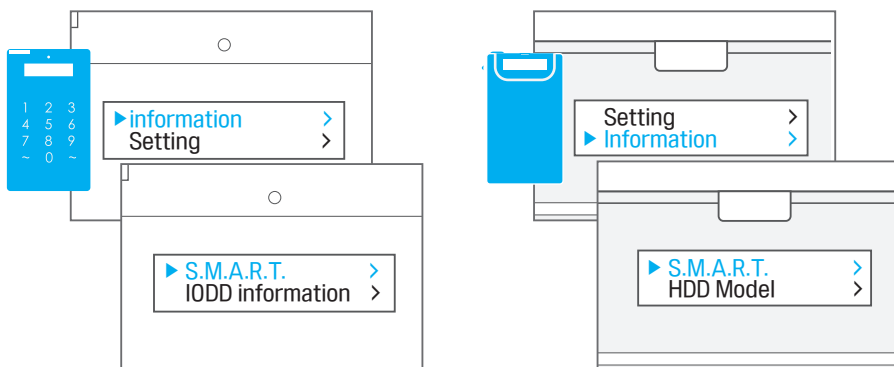 1 2 3
4 5 6
7 8 9
~ 0 ~
information >
Setting >
S.M.A.R.T. >
IODD information >
Setting >
Information >
S.M.A.R.T. >
HDD Model >